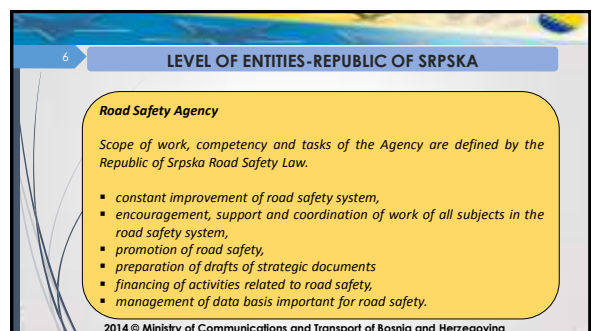 6
LEVEL OF ENTITIES-REPUBLIC OF SRPSKA
Road Safety Agency
Scope of work, competency and tasks of the Agency are defined by the
Republic of Srpska Road Safety Law.
▪ constant improvement of road safety system,
▪ encouragement, support and coordination of work of all subjects in the
road safety system,
▪ promotion of road safety,
▪ preparation of drafts of strategic documents
▪ financing of activities related to road safety,
▪ management of data basis important for road safety.
2014 © Ministry of Communications and Transport of Bosnia and Herzegovina